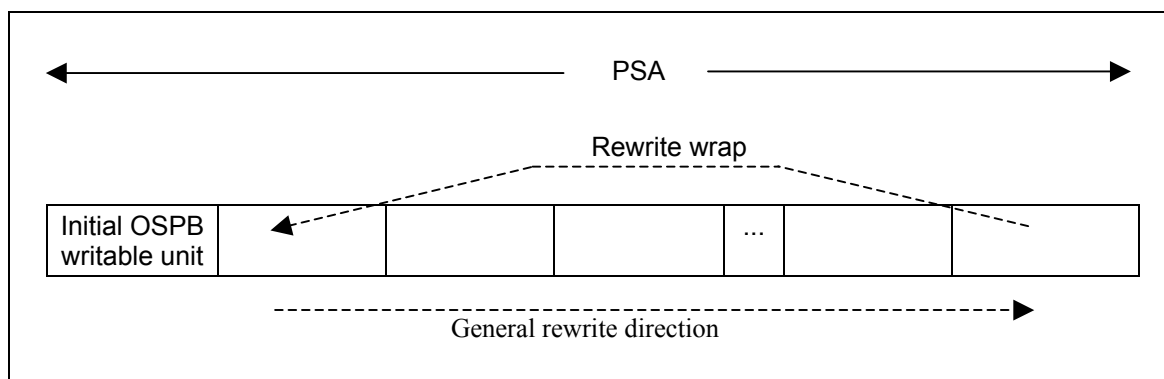 PSA
Rewrite wrap
Initial OSPB
writable unit
...
General rewrite direction